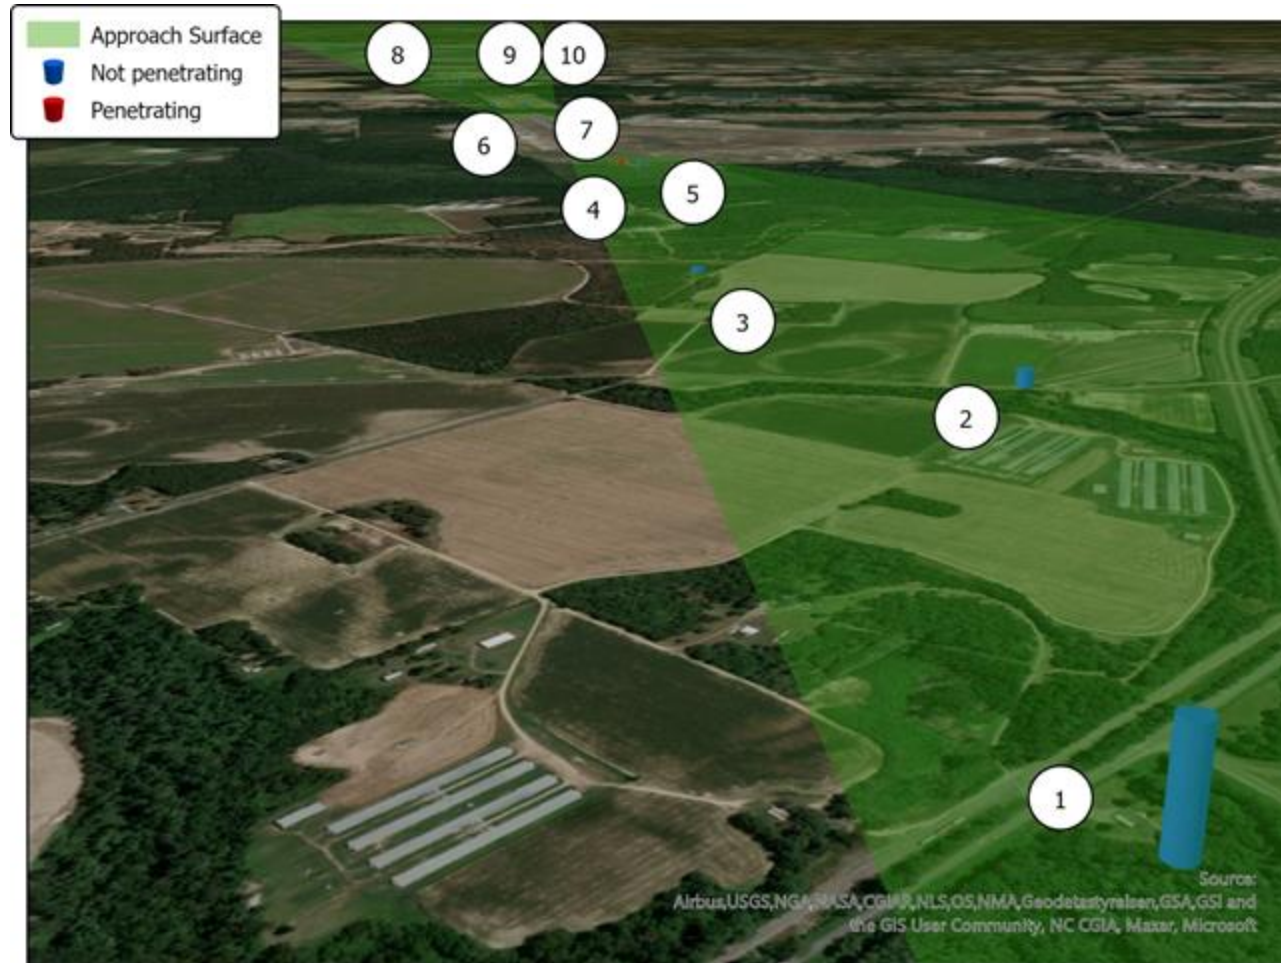 Approach Surface
Not penetrating
Penetrating
8
9
10
7
6
5
4
3
2
1
Source:
Airbus,USGS,NGA,NASA,CGIAR,NLS,OS,NMA,Geodatastyrelsen,GSA,GSI and
the GIS User Community, NC CGIA, Maxar, Microsoft